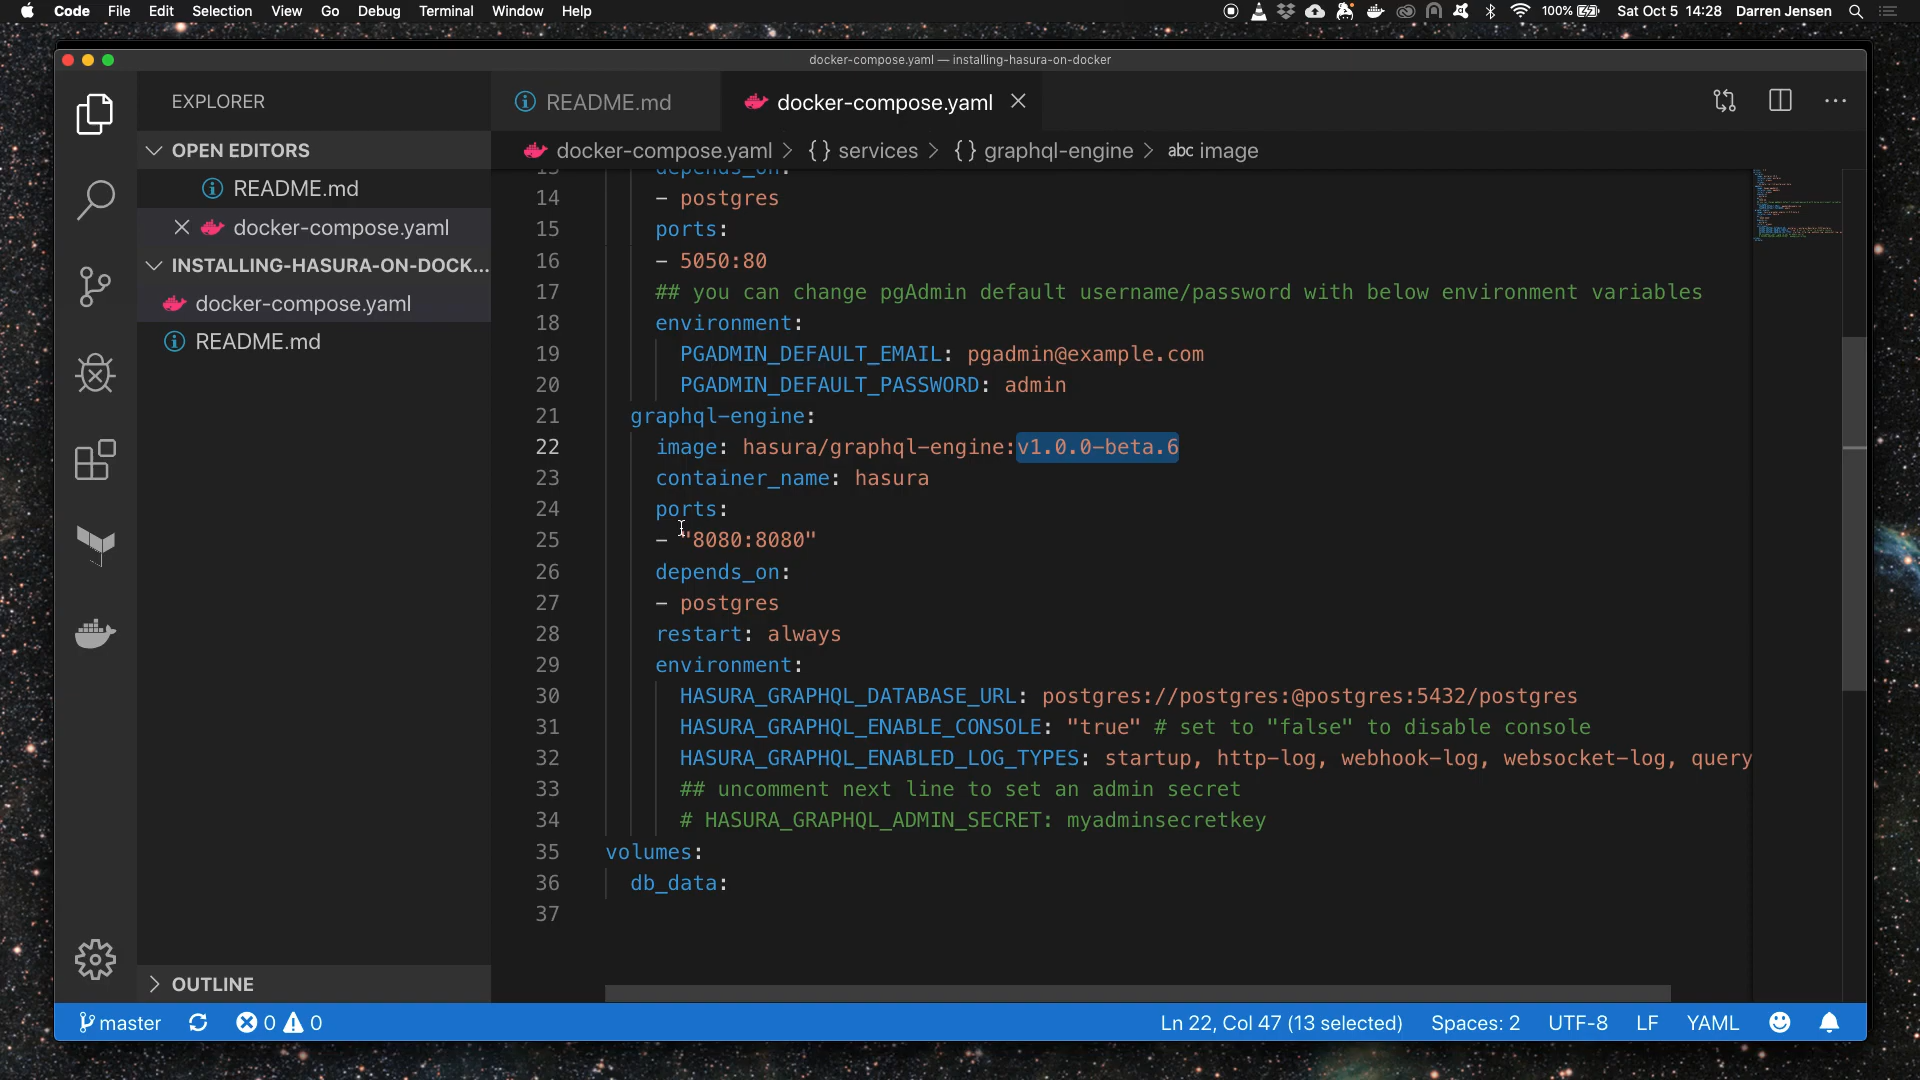 Code File Edit Selection View Go Debug Terminal Window Help 100% Sat Oct 5 14:28 Darren Jensen
docker-compose.yaml — installing-hasura-on-docker
EXPLORER
OPEN EDITORS
README.md
docker-compose.yaml
INSTALLING-HASURA-ON-DOCK...
docker-compose.yaml
README.md
OUTLINE
README.md docker-compose.yaml
docker-compose.yaml > {} services > {} graphql-engine > abc image
13 depends_on:
14 - postgres
15 ports:
16 - 5050:80
17 ## you can change pgAdmin default username/password with below environment variables
18 environment:
19 PGADMIN_DEFAULT_EMAIL: pgadmin@example.com
20 PGADMIN_DEFAULT_PASSWORD: admin
21 graphql-engine:
22 image: hasura/graphql-engine:v1.0.0-beta.6
23 container_name: hasura
24 ports:
25 - "8080:8080"
26 depends_on:
27 - postgres
28 restart: always
29 environment:
30 HASURA_GRAPHQL_DATABASE_URL: postgres://postgres:@postgres:5432/postgres
31 HASURA_GRAPHQL_ENABLE_CONSOLE: "true" # set to "false" to disable console
32 HASURA_GRAPHQL_ENABLED_LOG_TYPES: startup, http-log, webhook-log, websocket-log, query
33 ## uncomment next line to set an admin secret
34 # HASURA_GRAPHQL_ADMIN_SECRET: myadminsecretkey
35 volumes:
36 db_data:
37
master 0 0 Ln 22, Col 47 (13 selected) Spaces: 2 UTF-8 LF YAML